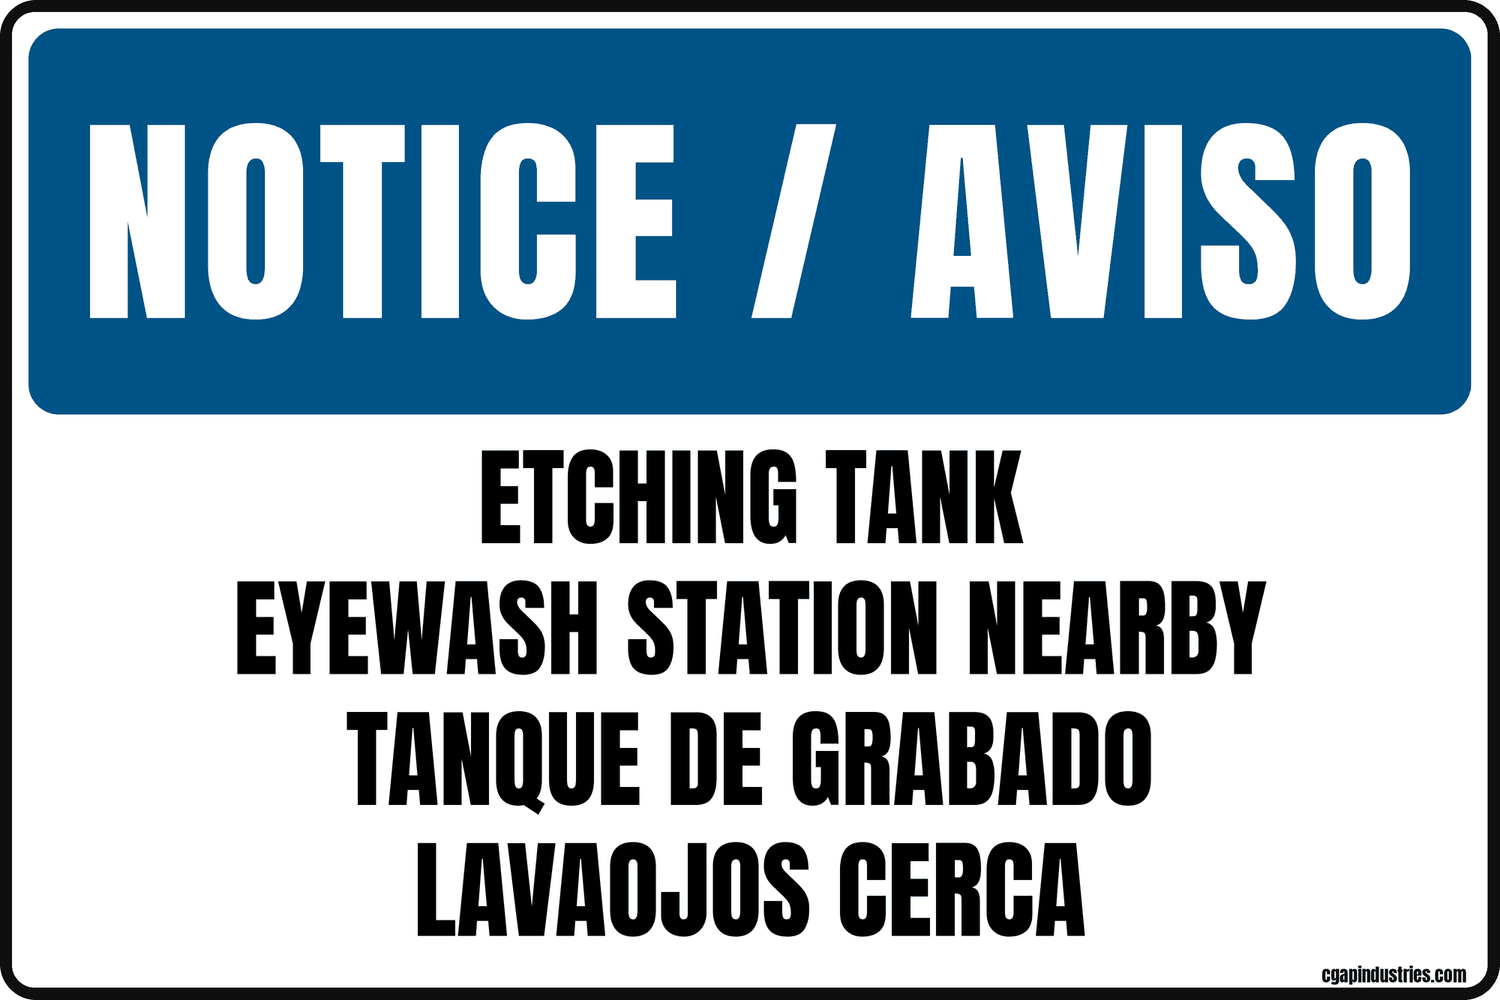 NOTICE / AVISO
ETCHING TANK
EYEWASH STATION NEARBY
TANQUE DE GRABADO
LAVAOJOS CERCA
cgapindustries.com